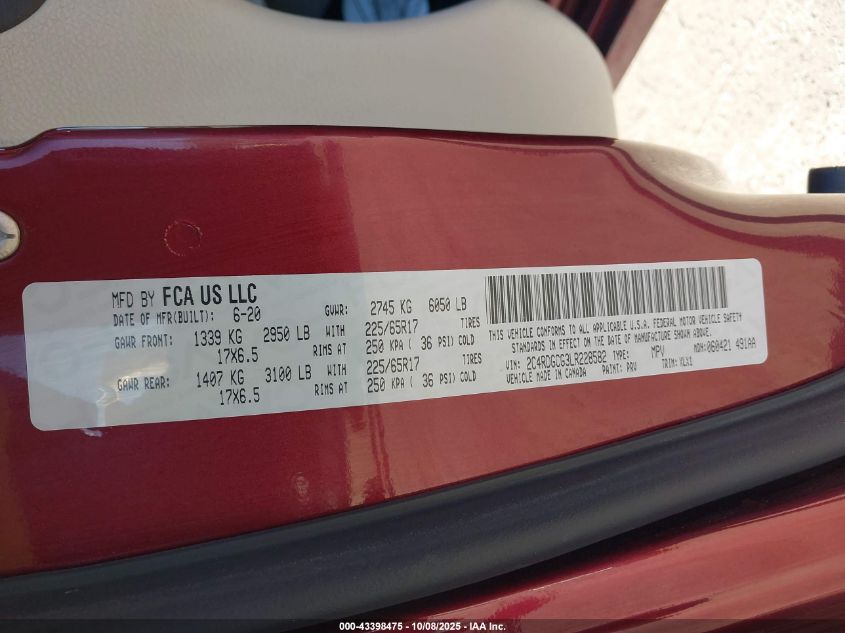 MFD BY FCA US LLC
DATE OF MFR(BUILT): 6-20 GVWR: 2745 KG 6050 LB
GAWR FRONT: 1339 KG 2950 LB WITH 225/65R17 TIRES
17X6.5 RIMS AT 250 KPA ( 36 PSI) COLD
GAWR REAR: 1407 KG 3100 LB WITH 225/65R17 TIRES
17X6.5 RIMS AT 250 KPA ( 36 PSI) COLD
THIS VEHICLE CONFORMS TO ALL APPLICABLE U.S.A. FEDERAL MOTOR VEHICLE SAFETY
STANDARDS IN EFFECT ON THE DATE OF MANUFACTURE SHOWN ABOVE.
VIN: 2C4RDGCG3LR228582 TYPE: MPV MDH: 060421 491AA
VEHICLE MADE IN CANADA PAINT: PRV TRIM:
000-43398475 - 10/08/2025 - IAA Inc.